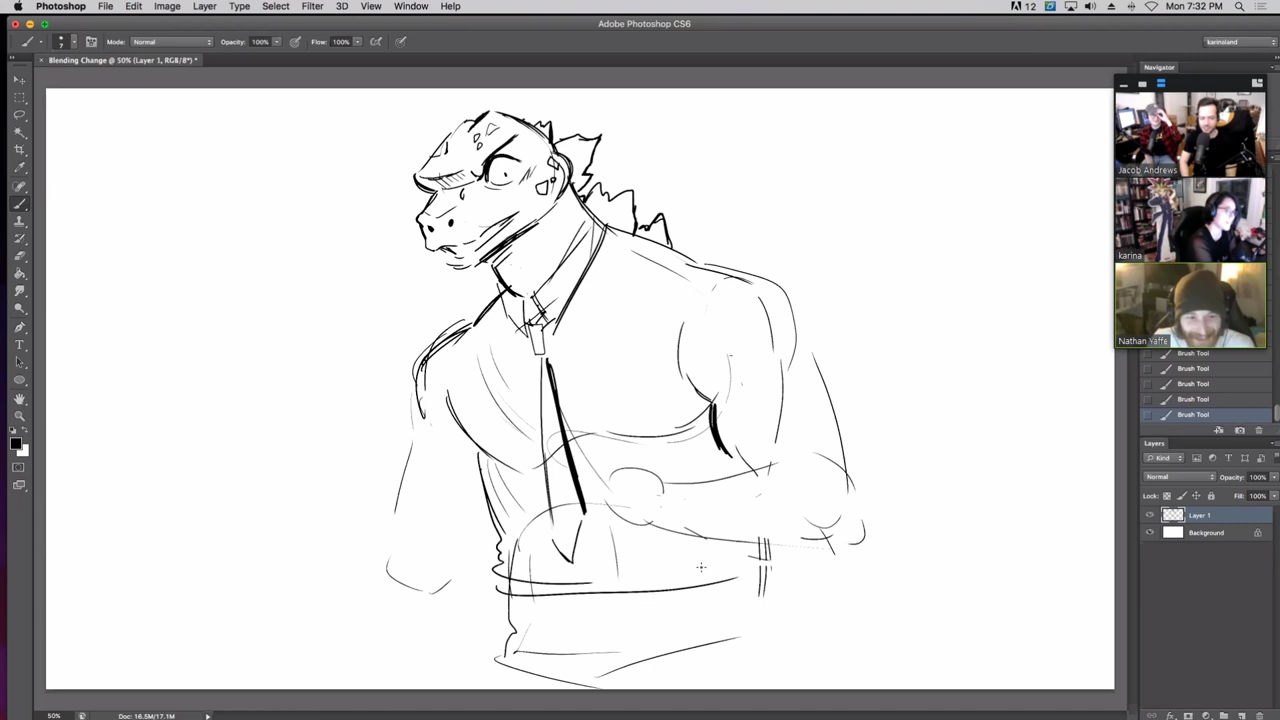 Photoshop File Edit Image Layer Type Select Filter 3D View Window Help 12 Mon 7:32 PM
Adobe Photoshop CS6
7 Mode: Normal Opacity: 100% Flow: 100% karinsland
× Blending Change @ 50% (Layer 1, RGB/8*) *
Navigator
Jacob Andrews
karina
Nathan Yaffe
Brush Tool
Brush Tool
Brush Tool
Brush Tool
Brush Tool
Layers
Kind
Normal Opacity: 100%
Lock: Fill: 100%
Layer 1
Background
50% Doc: 16.5M/17.1M